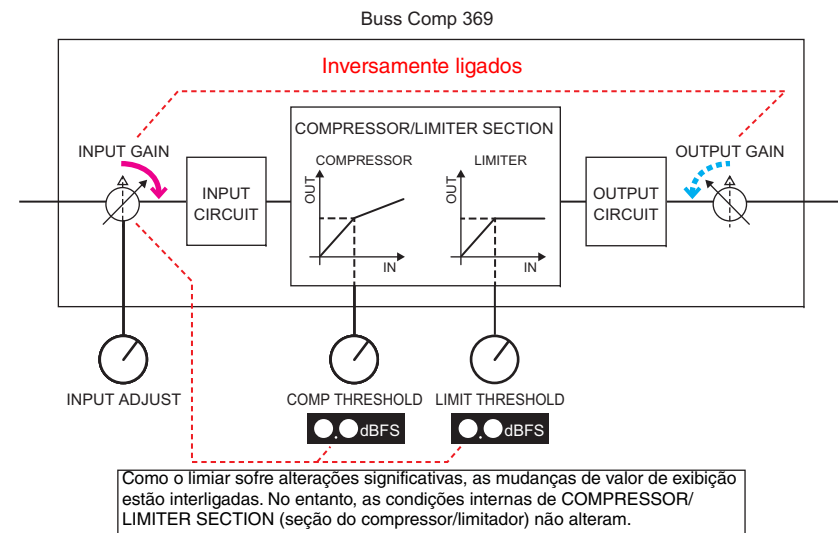 Buss Comp 369
Inversamente ligados
COMPRESSOR/LIMITER SECTION
INPUT GAIN
OUTPUT GAIN
COMPRESSOR
LIMITER
INPUT
CIRCUIT
OUT
IN
OUT
IN
OUTPUT
CIRCUIT
INPUT ADJUST
COMP THRESHOLD
LIMIT THRESHOLD
dBFS
dBFS
Como o limiar sofre alterações significativas, as mudanças de valor de exibição
estão interligadas. No entanto, as condições internas de COMPRESSOR/
LIMITER SECTION (seção do compressor/limitador) não alteram.